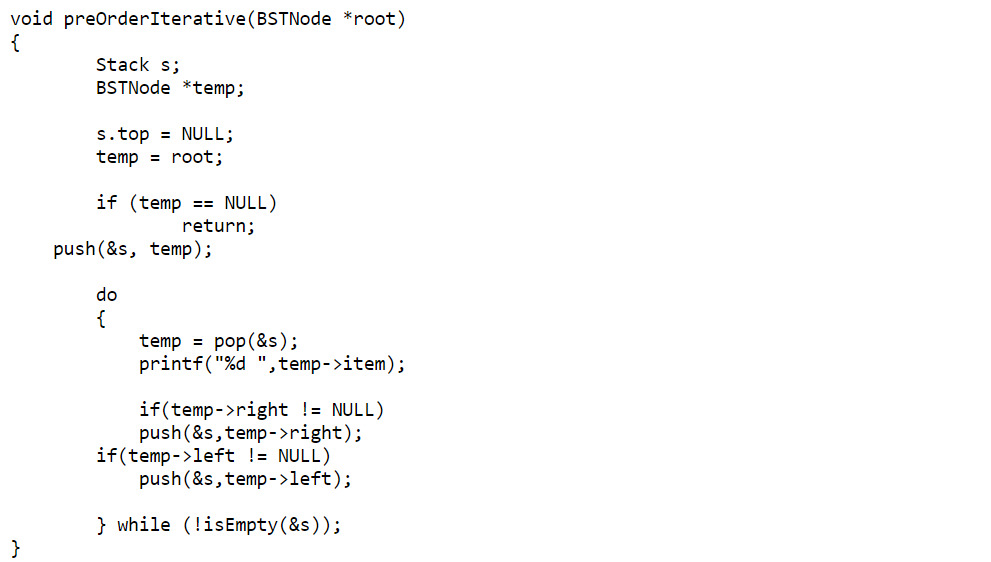 void preOrderIterative(BSTNode *root)
{
        Stack s;
        BSTNode *temp;

        s.top = NULL;
        temp = root;

        if (temp == NULL)
                return;
    push(&s, temp);

        do
        {
            temp = pop(&s);
            printf("%d ",temp->item);

            if(temp->right != NULL)
            push(&s,temp->right);
        if(temp->left != NULL)
            push(&s,temp->left);

        } while (!isEmpty(&s));
}